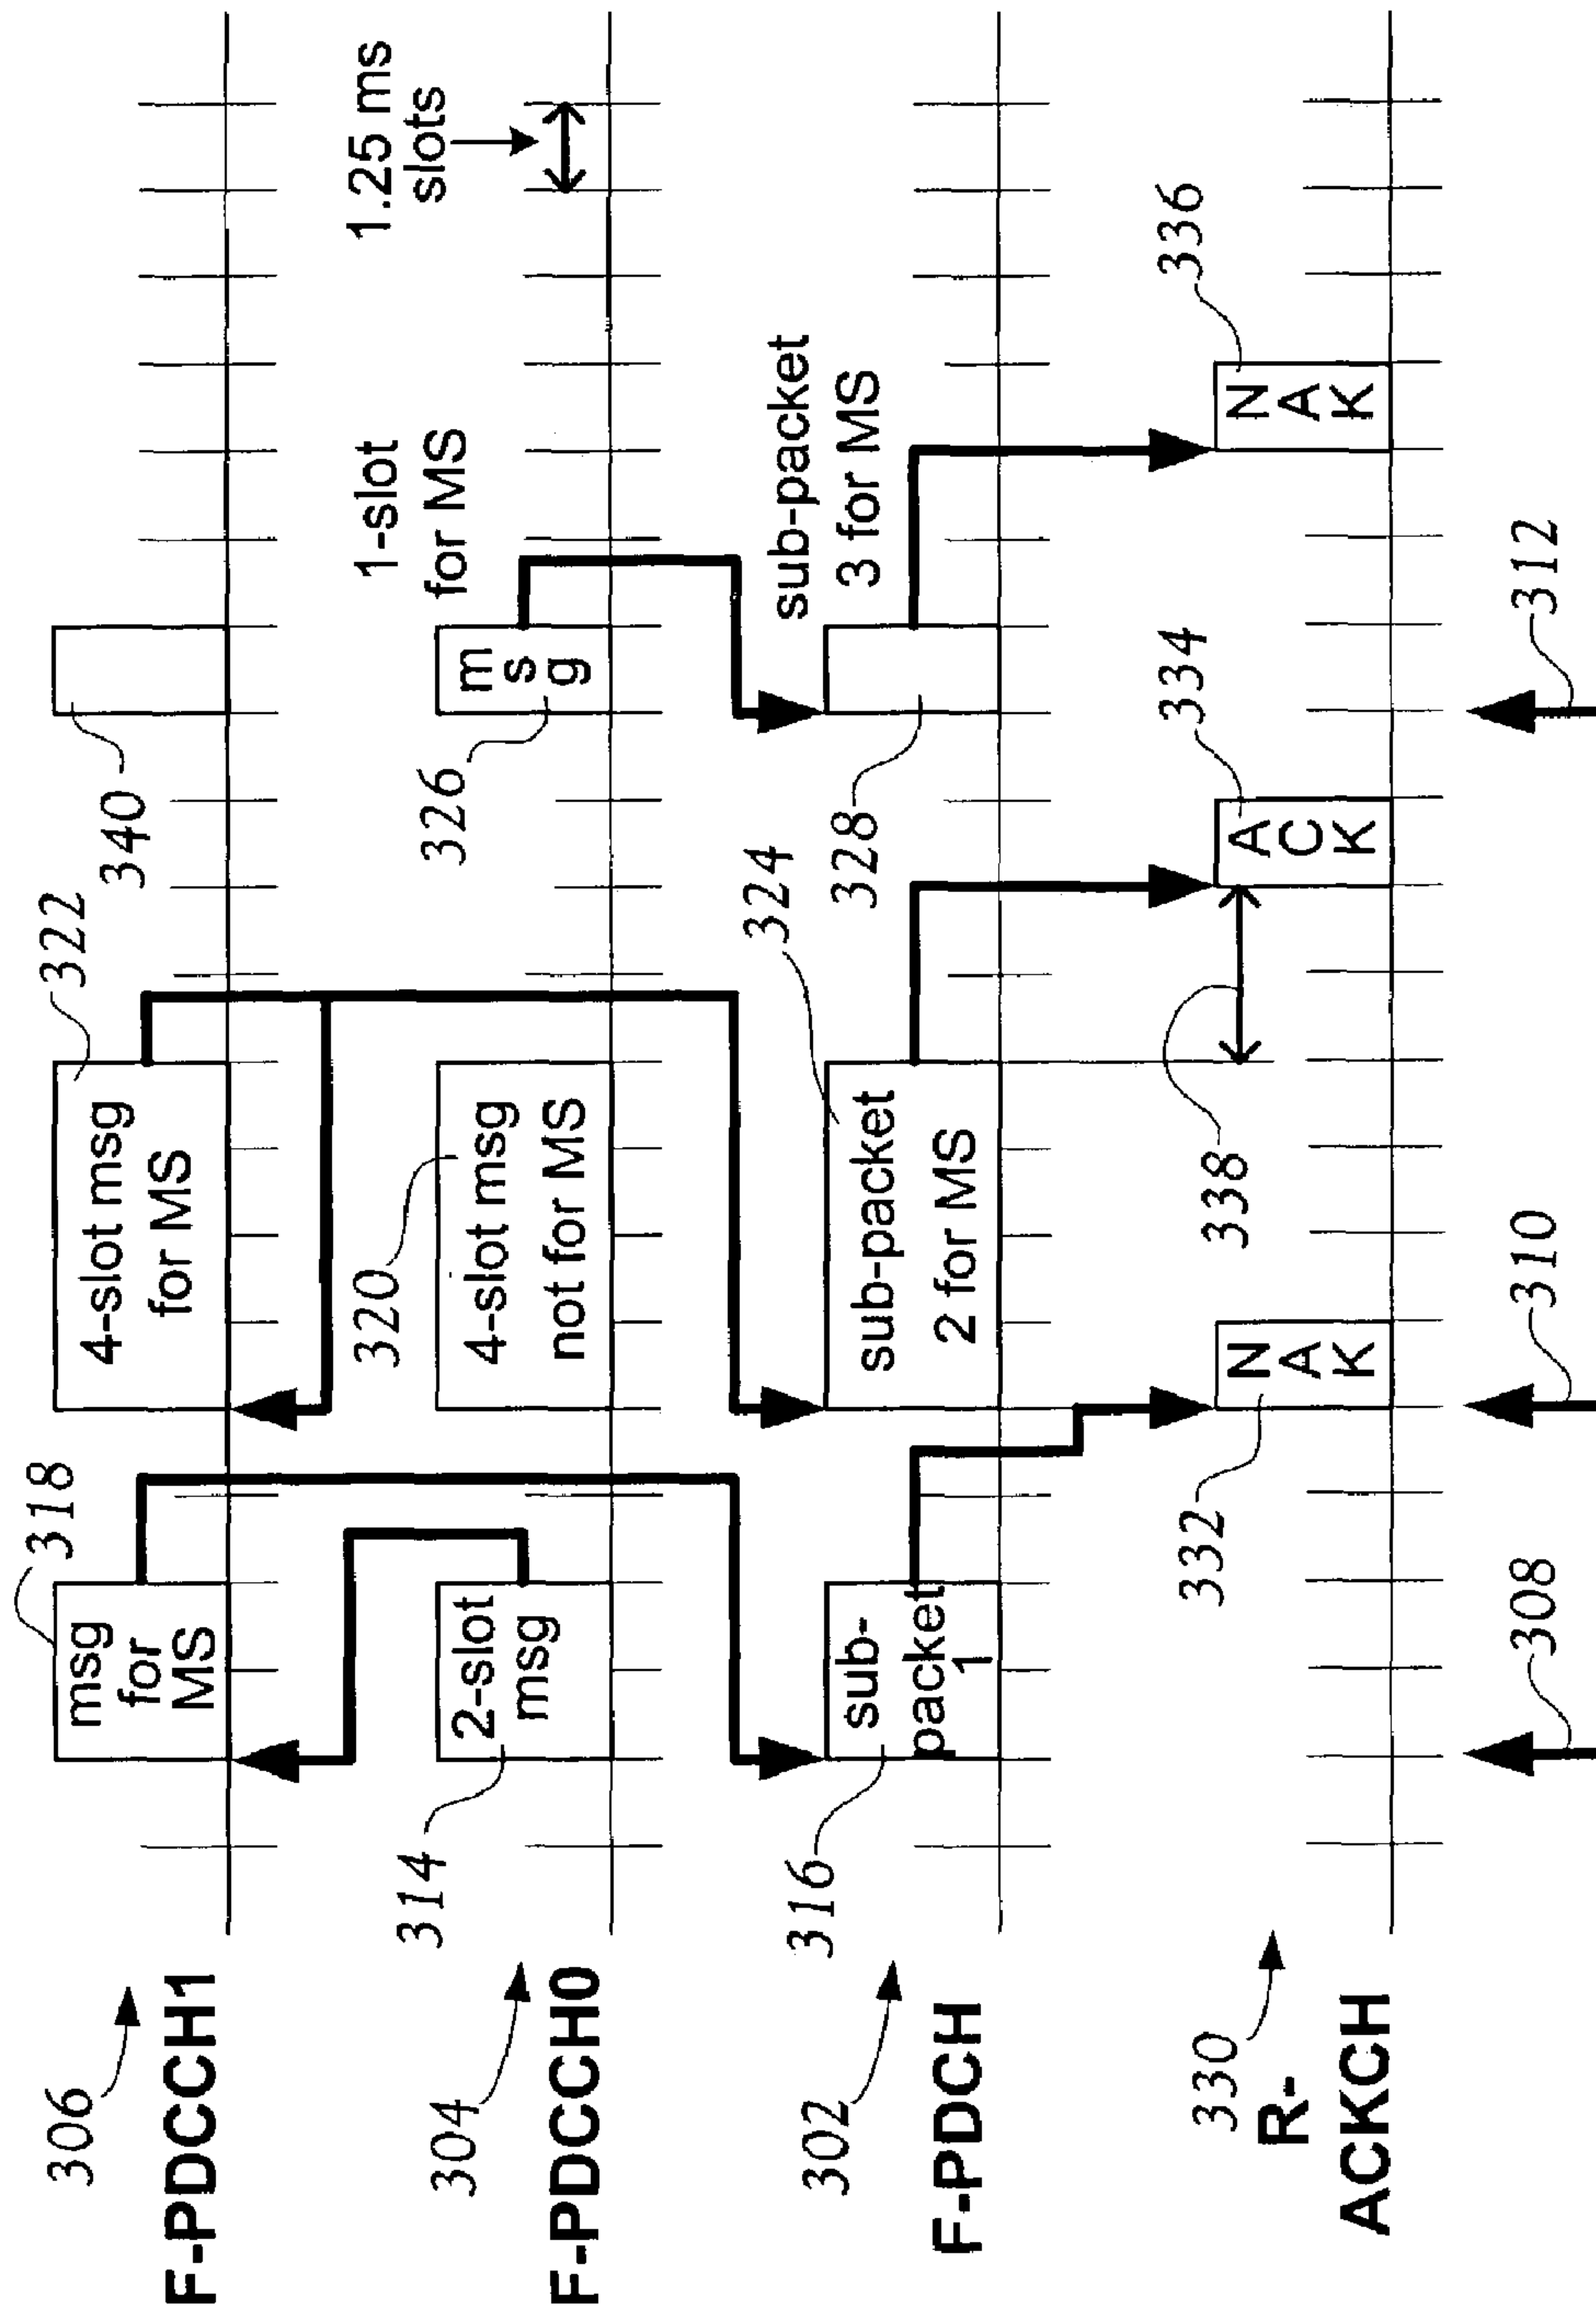 306
F-PDCCH1
318
msg
for
MS
322
4-slot msg
for MS
340
304
F-PDCCH0
314
2-slot
msg
320
4-slot msg
not for MS
326
m
s
g
1-slot
for MS
1.25 ms
slots
302
F-PDCH
316
sub-
packet
1
324
sub-packet
2 for MS
328
sub-packet
3 for MS
330
R-
ACKCH
332
N
A
K
338
334
A
C
K
336
N
A
K
308
310
312